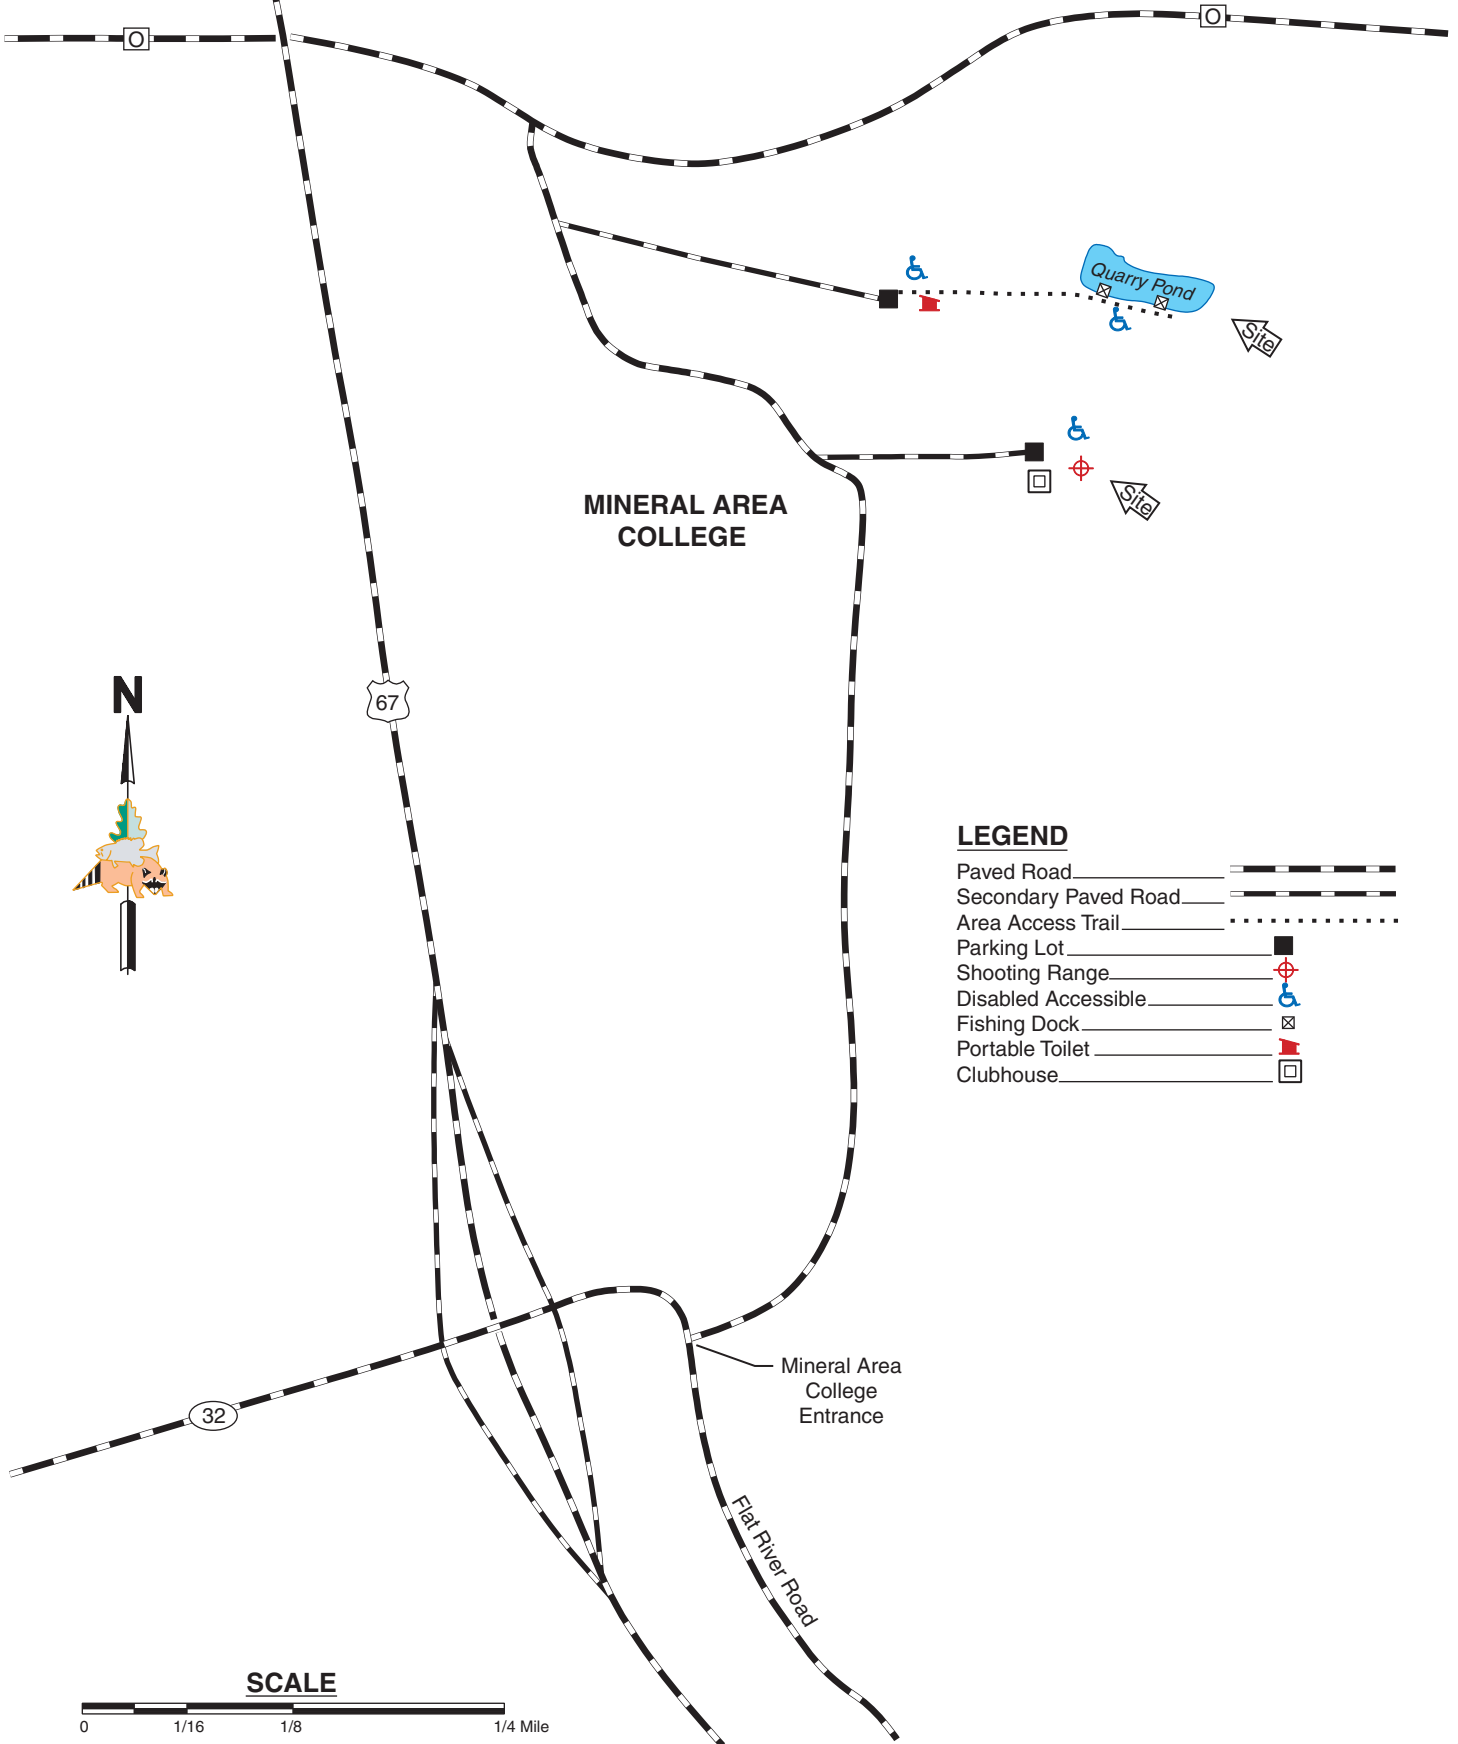 O
O
Quarry Pond
Site
Site
MINERAL AREA
COLLEGE
N
67
LEGEND
Paved Road
Secondary Paved Road
Area Access Trail
Parking Lot
Shooting Range
Disabled Accessible
Fishing Dock
Portable Toilet
Clubhouse
Mineral Area
College
Entrance
32
Flat River Road
SCALE
0 1/16 1/8 1/4 Mile